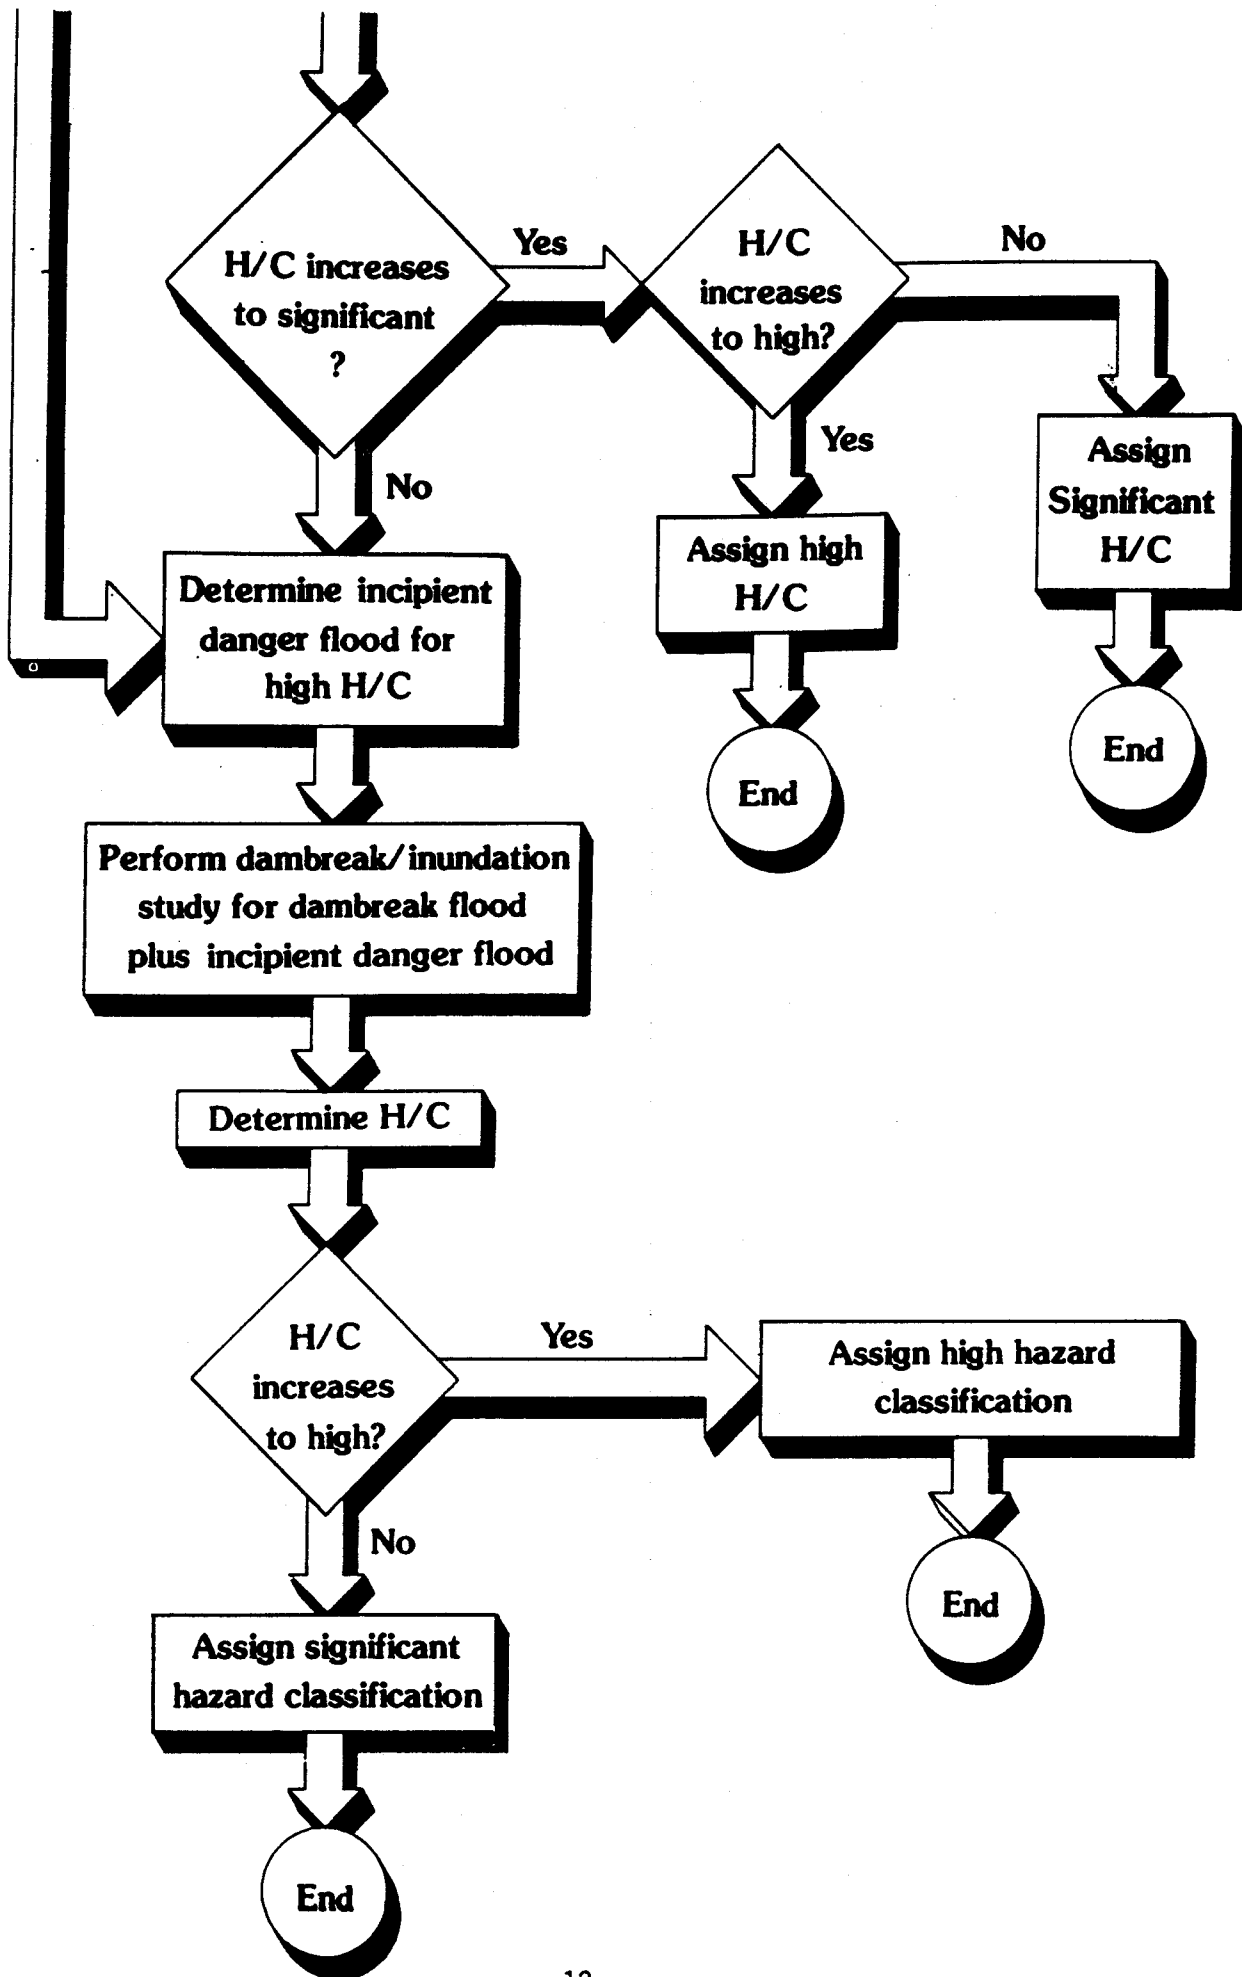 H/C increases
to significant
?
Yes
H/C
increases
to high?
No
Yes
Assign
Significant
H/C
No
Assign high
H/C
Determine incipient
danger flood for
high H/C
End
End
Perform dambreak/inundation
study for dambreak flood
plus incipient danger flood
Determine H/C
H/C
increases
to high?
Yes
Assign high hazard
classification
No
End
Assign significant
hazard classification
End